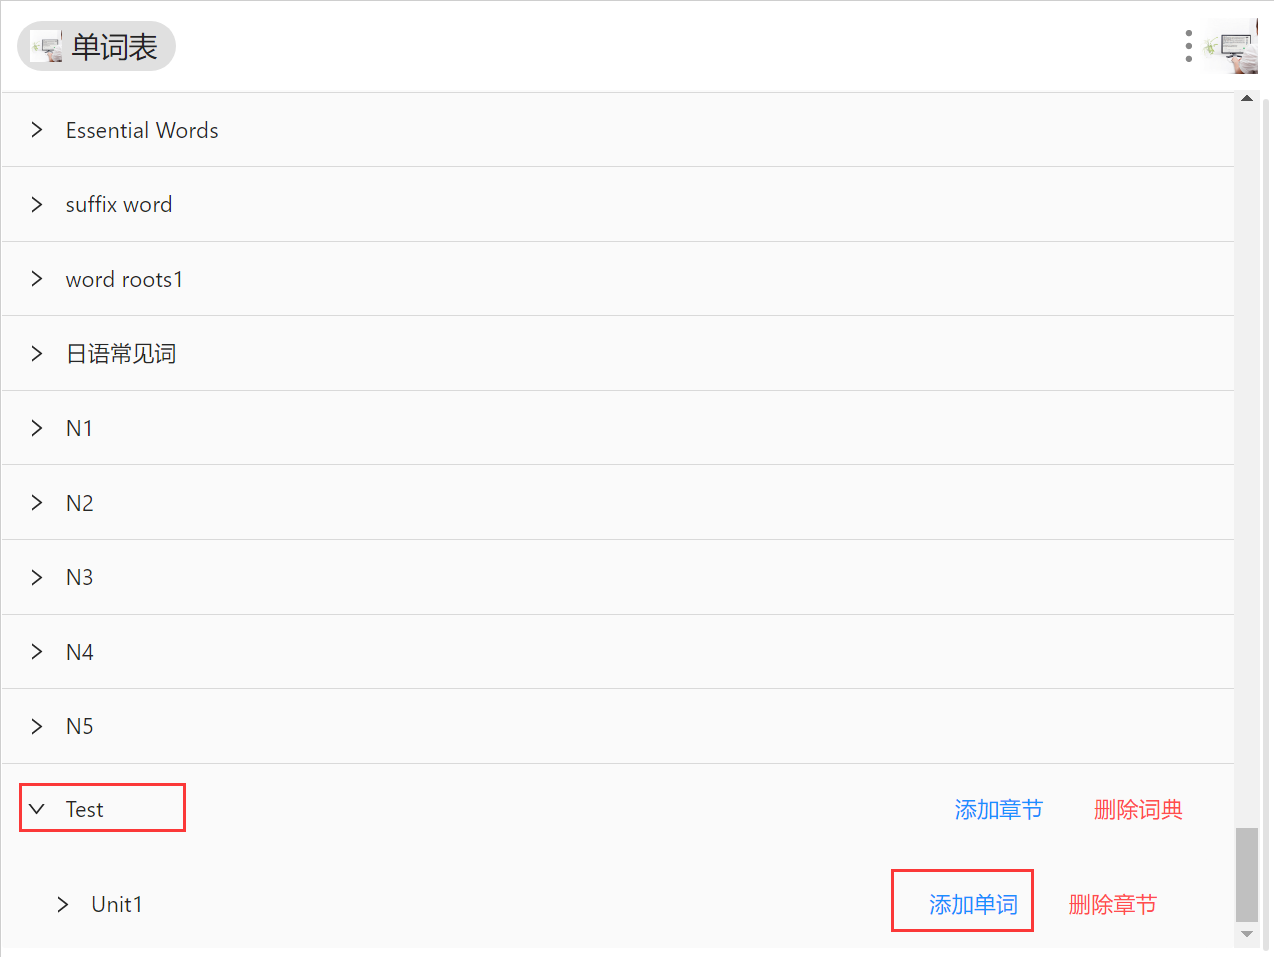 单词表
Essential Words
suffix word
word roots1
日语常见词
N1
N2
N3
N4
N5
Test 添加章节 删除词典
Unit1 添加单词 删除章节